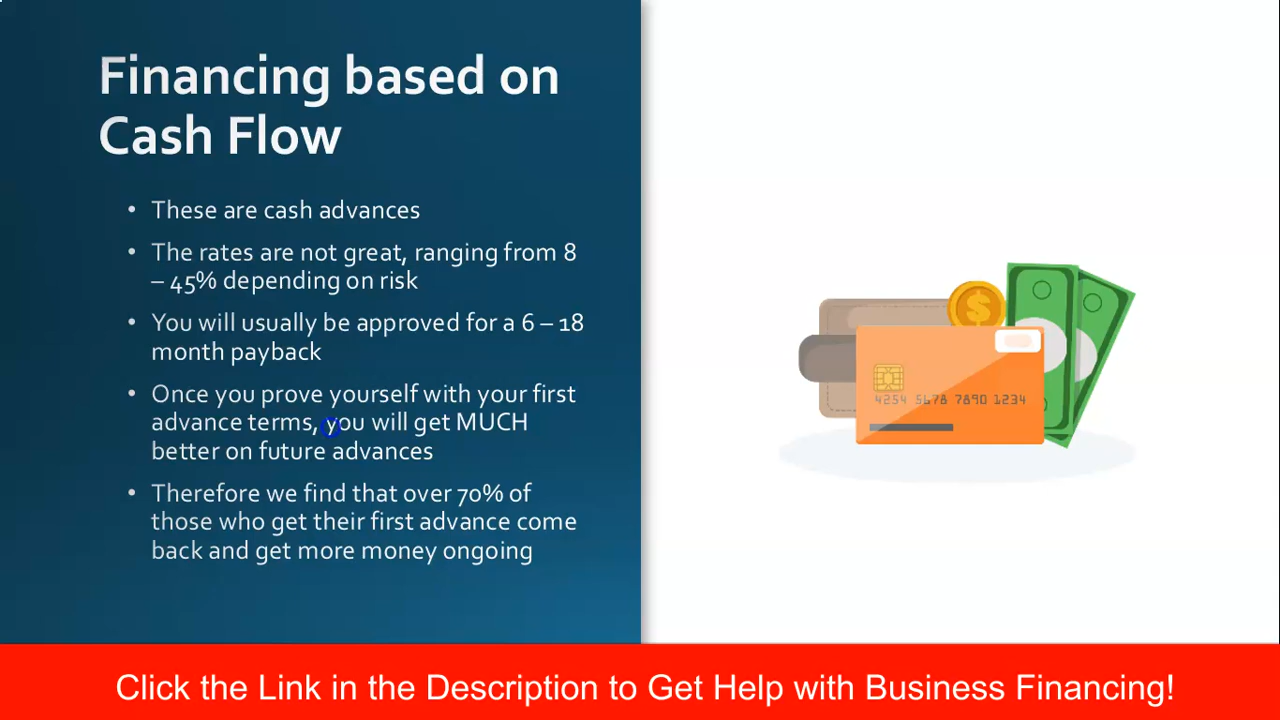 Financing based on
Cash Flow
• These are cash advances
• The rates are not great, ranging from 8
– 45% depending on risk
• You will usually be approved for a 6 – 18
month payback
• Once you prove yourself with your first
advance terms, you will get MUCH
better on future advances
• Therefore we find that over 70% of
those who get their first advance come
back and get more money ongoing
4254 5678 7890 1234
Click the Link in the Description to Get Help with Business Financing!